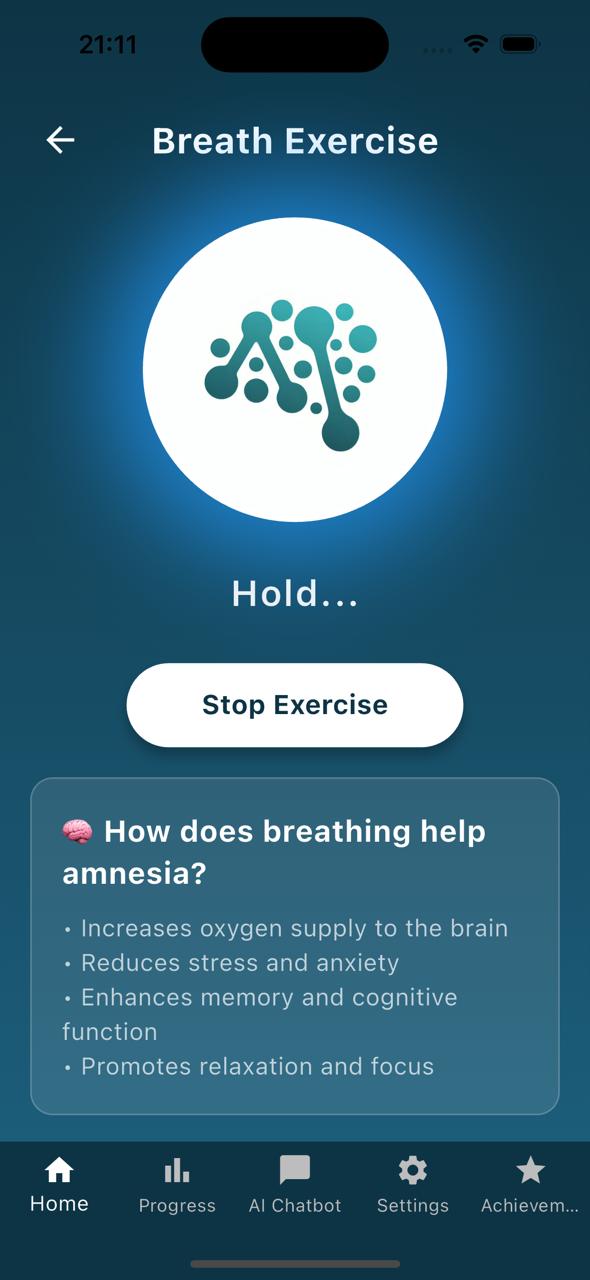 21:11
Breath Exercise
Hold...
Stop Exercise
🧠 How does breathing help
amnesia?
• Increases oxygen supply to the brain
• Reduces stress and anxiety
• Enhances memory and cognitive
function
• Promotes relaxation and focus
Home Progress AI Chatbot Settings Achievem...